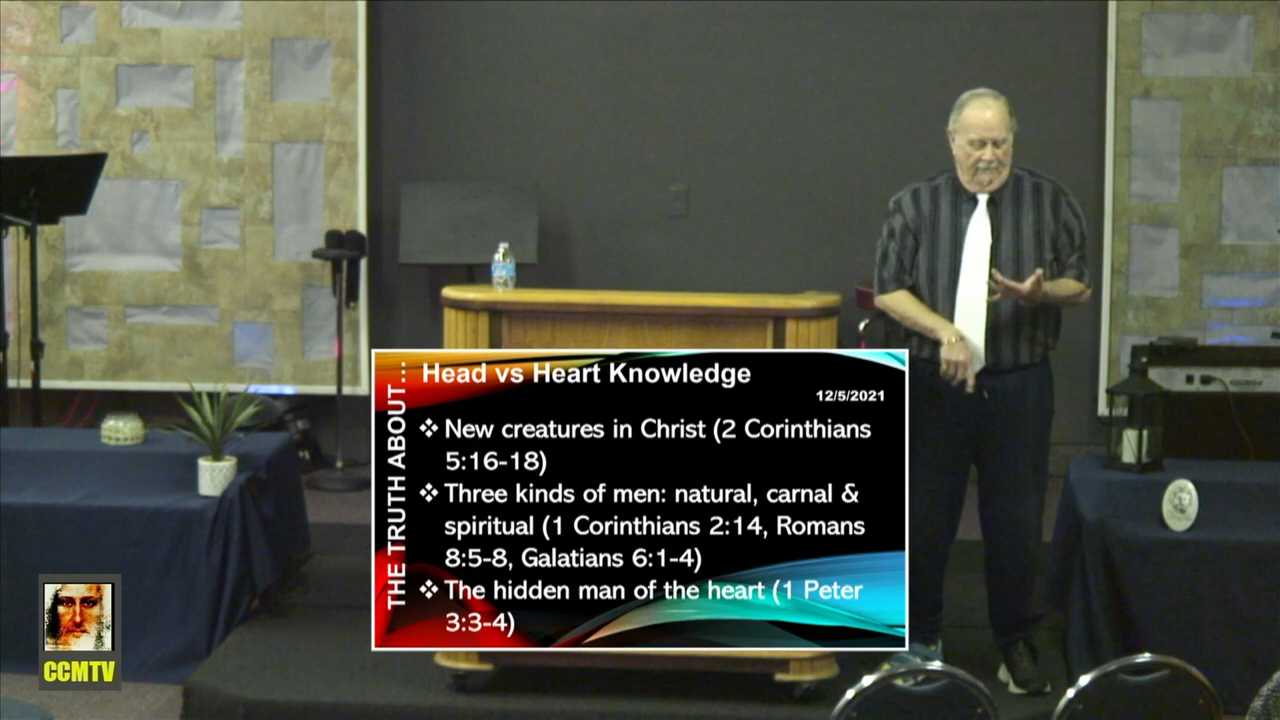 THE TRUTH ABOUT...
Head vs Heart Knowledge
12/5/2021
❖ New creatures in Christ (2 Corinthians
5:16-18)
❖ Three kinds of men: natural, carnal &
spiritual (1 Corinthians 2:14, Romans
8:5-8, Galatians 6:1-4)
❖ The hidden man of the heart (1 Peter
3:3-4)
CCMTV